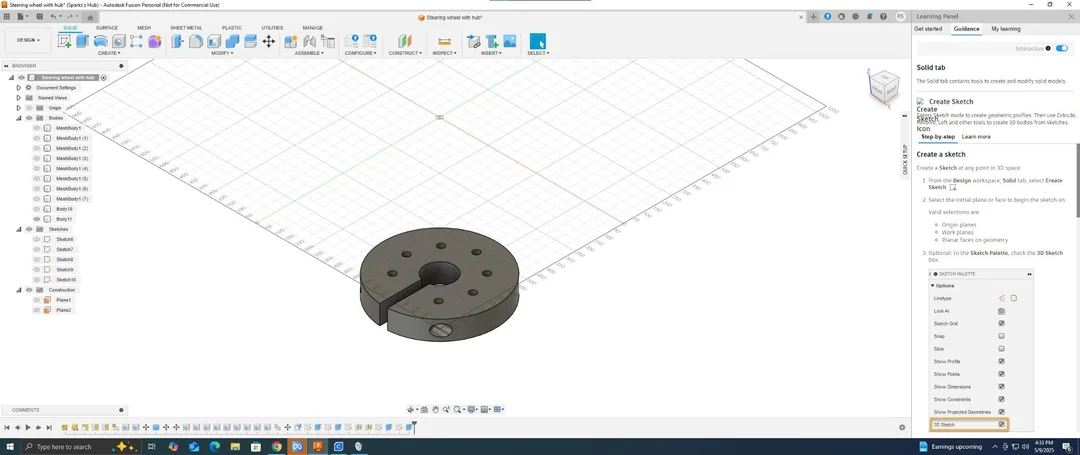 Steering wheel with hub* (Sparks's Hub) - Autodesk Fusion Personal (Not for Commercial Use)
Steering wheel with hub*
RS
Learning Panel
DESIGN
SOLID
SURFACE
MESH
SHEET METAL
PLASTIC
UTILITIES
MANAGE
CREATE
MODIFY
ASSEMBLE
CONFIGURE
CONSTRUCT
INSPECT
INSERT
SELECT
Get started
Guidance
My learning
Interactive
BROWSER
Steering wheel with hub
Document Settings
Named Views
Origin
Bodies
MeshBody1
MeshBody1 (1)
MeshBody1 (2)
MeshBody1 (3)
MeshBody1 (4)
MeshBody1 (5)
MeshBody1 (6)
MeshBody1 (7)
Body10
Body11
Sketches
Sketch6
Sketch7
Sketch8
Sketch9
Sketch10
Construction
Plane1
Plane2
QUICK SETUP
Solid tab
The Solid tab contains tools to create and modify solid models.
Create Sketch
Create
Sketch
Icon
Enters Sketch mode to create geometric profiles. Then use Extrude,
Revolve, Loft and other tools to create 3D bodies from sketches.
Step-by-step
Learn more
Create a sketch
Create a Sketch at any point in 3D space
1. From the Design workspace, Solid tab, select Create
Sketch
2. Select the initial plane or face to begin the sketch on.
Valid selections are
Origin planes
Work planes
Planar faces on geometry
3. Optional: In the Sketch Palette, check the 3D Sketch
box.
SKETCH PALETTE
Options
Linetype
Look At
Sketch Grid
Snap
Slice
Show Profile
Show Points
Show Dimensions
Show Constraints
Show Projected Geometries
3D Sketch
COMMENTS
Type here to search
Earnings upcoming
4:33 PM
5/9/2025